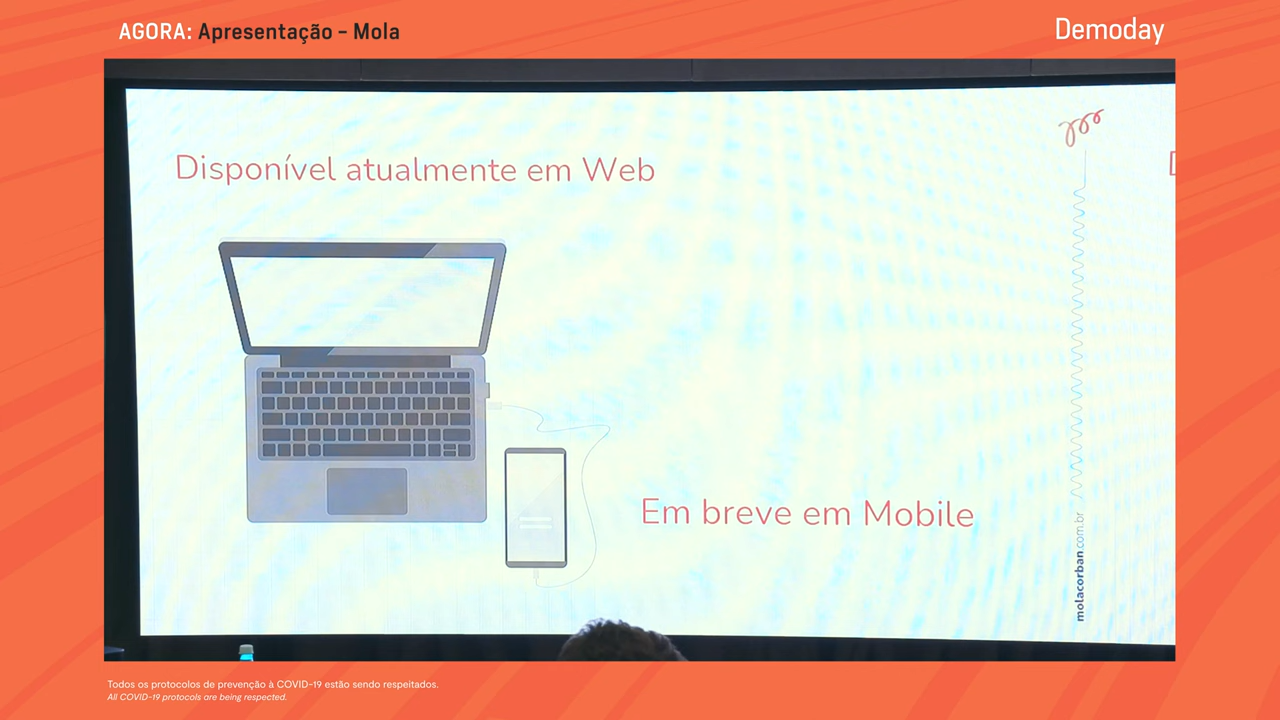 AGORA: Apresentação - Mola
Demoday
Disponível atualmente em Web
Em breve em Mobile
molacorban.com.br
Todos os protocolos de prevenção à COVID-19 estão sendo respeitados.
All COVID-19 protocols are being respected.